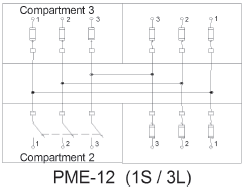 Compartment 3
1 2 3 1 2 3
Compartment 2
1 2 3 1 2 3
PME-12 (1S / 3L)